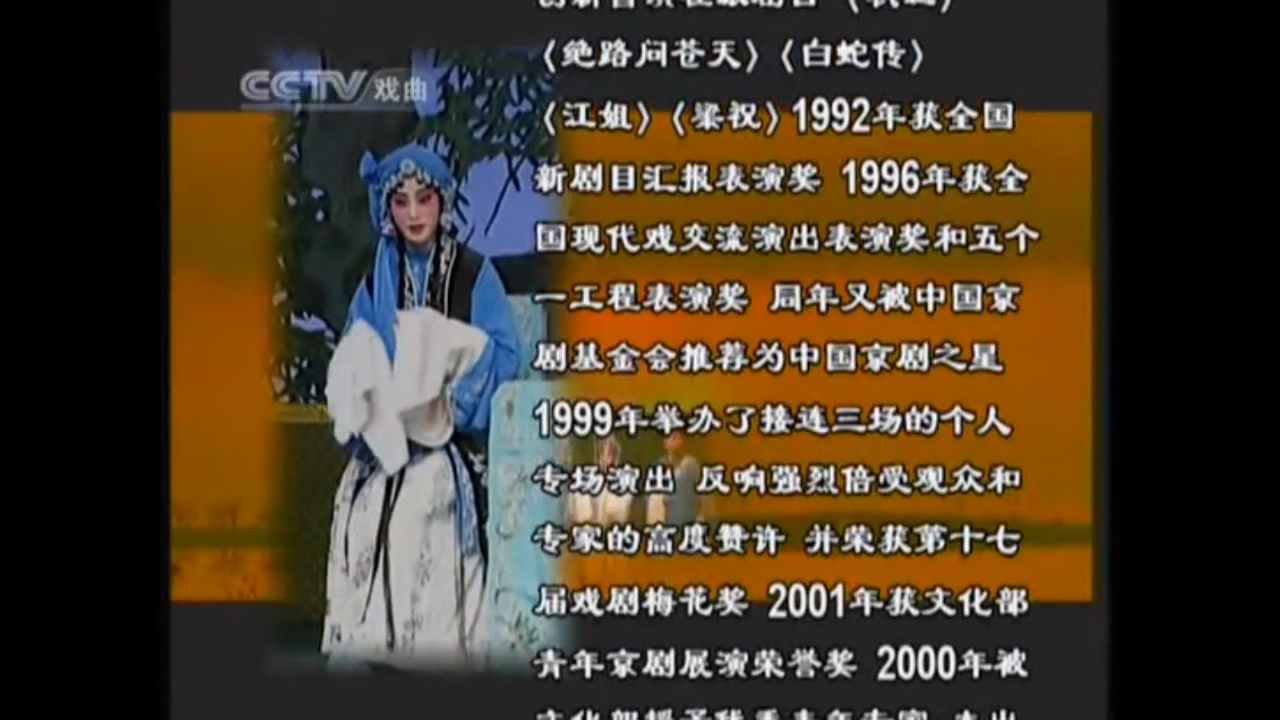 CCTV 戏曲
〈绝路问苍天〉〈白蛇传〉
〈江姐〉〈梁祝〉1992年获全国
新剧目汇报表演奖 1996年获全
国现代戏交流演出表演奖和五个
一工程表演奖 同年又被中国京
剧基金会推荐为中国京剧之星
1999年举办了接连三场的个人
专场演出 反响强烈倍受观众和
专家的高度赞许 并荣获第十七
届戏剧梅花奖 2001年获文化部
青年京剧展演荣誉奖 2000年被